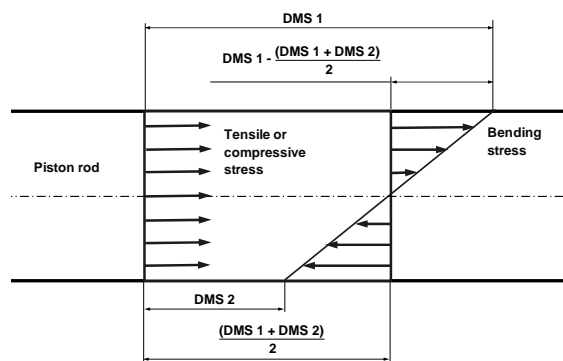 DMS 1
DMS 1 - (DMS 1 + DMS 2)
2
Piston rod
Tensile or
compressive
stress
Bending
stress
DMS 2
(DMS 1 + DMS 2)
2